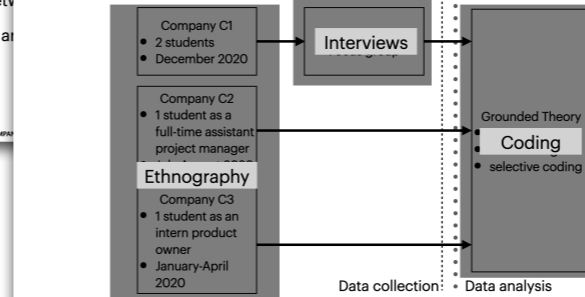 Company C1
• 2 students
• December 2020
Interviews
Company C2
• 1 student as a
full-time assistant
project manager
Ethnography
Company C3
• 1 student as an
intern product
owner
• January-April
2020
Grounded Theory
Coding
• selective coding
Data collection
Data analysis